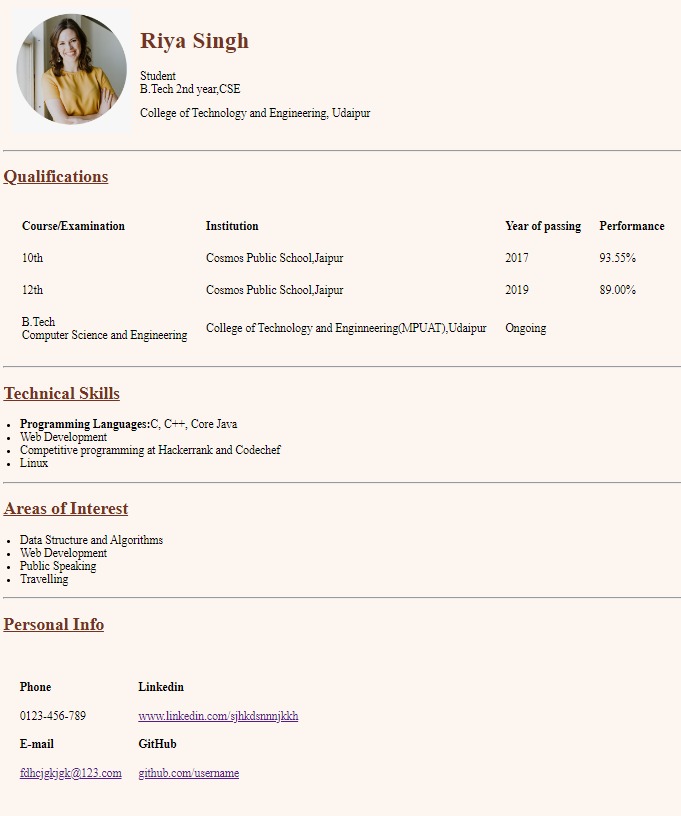 Riya Singh
Student
B.Tech 2nd year,CSE
College of Technology and Engineering, Udaipur
Qualifications
Course/Examination Institution Year of passing Performance
10th Cosmos Public School,Jaipur 2017 93.55%
12th Cosmos Public School,Jaipur 2019 89.00%
B.Tech
Computer Science and Engineering College of Technology and Enginneering(MPUAT),Udaipur Ongoing
Technical Skills
Programming Languages:C, C++, Core Java
Web Development
Competitive programming at Hackerrank and Codechef
Linux
Areas of Interest
Data Structure and Algorithms
Web Development
Public Speaking
Travelling
Personal Info
Phone Linkedin
0123-456-789 www.linkedin.com/sjhkdsnnnjkkh
E-mail GitHub
fdhcjgkjgk@123.com github.com/username